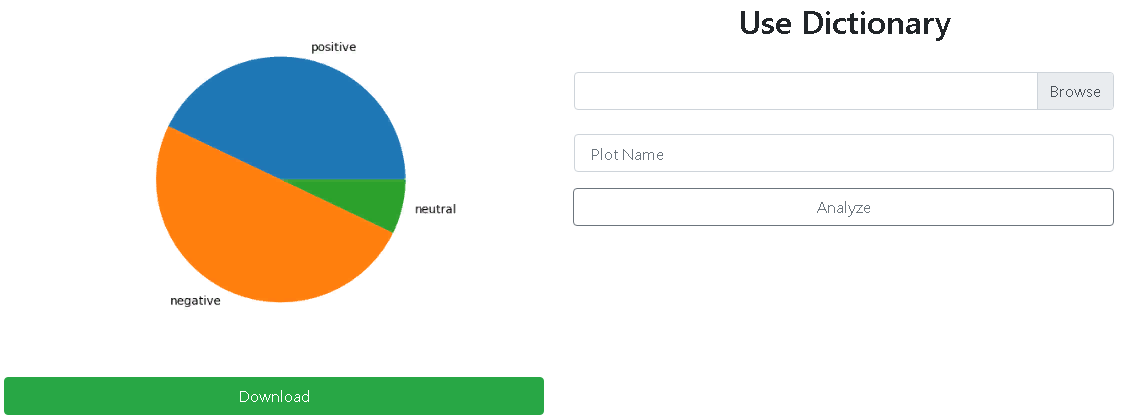 positive
neutral
negative
Download
Use Dictionary
Browse
Plot Name
Analyze